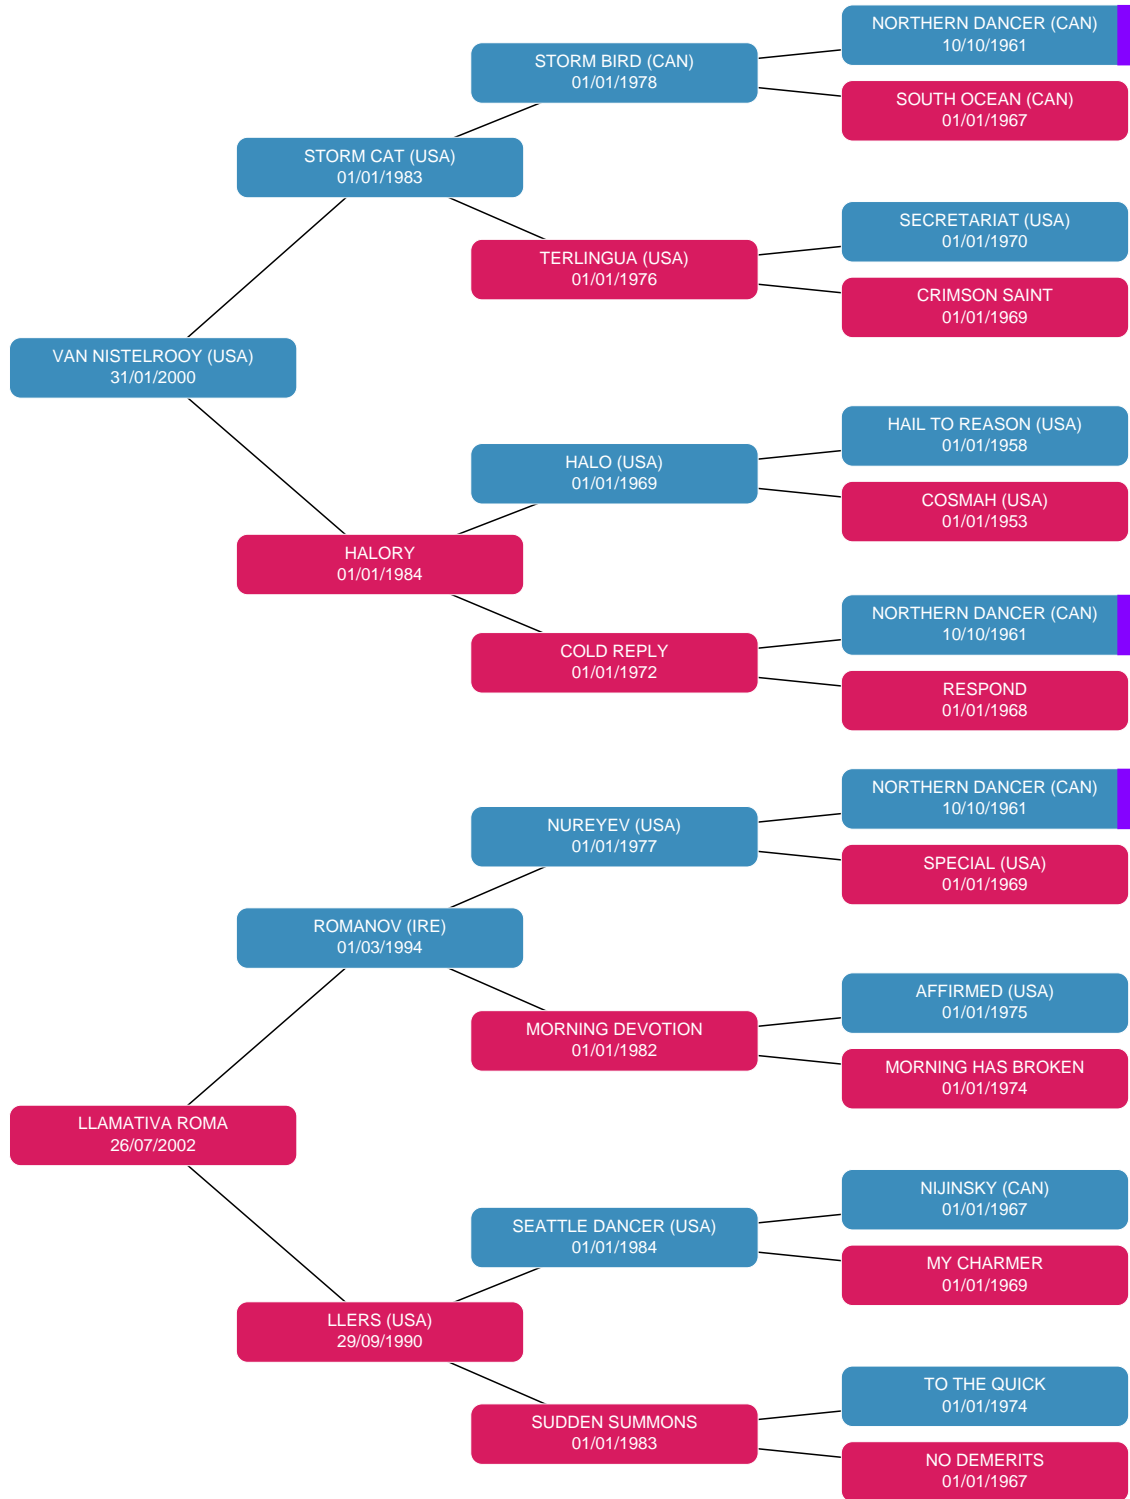 NORTHERN DANCER (CAN)
10/10/1961
STORM BIRD (CAN)
01/01/1978
SOUTH OCEAN (CAN)
01/01/1967
STORM CAT (USA)
01/01/1983
SECRETARIAT (USA)
01/01/1970
TERLINGUA (USA)
01/01/1976
CRIMSON SAINT
01/01/1969
VAN NISTELROOY (USA)
31/01/2000
HAIL TO REASON (USA)
01/01/1958
HALO (USA)
01/01/1969
COSMAH (USA)
01/01/1953
HALORY
01/01/1984
NORTHERN DANCER (CAN)
10/10/1961
COLD REPLY
01/01/1972
RESPOND
01/01/1968
NORTHERN DANCER (CAN)
10/10/1961
NUREYEV (USA)
01/01/1977
SPECIAL (USA)
01/01/1969
ROMANOV (IRE)
01/03/1994
AFFIRMED (USA)
01/01/1975
MORNING DEVOTION
01/01/1982
MORNING HAS BROKEN
01/01/1974
LLAMATIVA ROMA
26/07/2002
NIJINSKY (CAN)
01/01/1967
SEATTLE DANCER (USA)
01/01/1984
MY CHARMER
01/01/1969
LLERS (USA)
29/09/1990
TO THE QUICK
01/01/1974
SUDDEN SUMMONS
01/01/1983
NO DEMERITS
01/01/1967